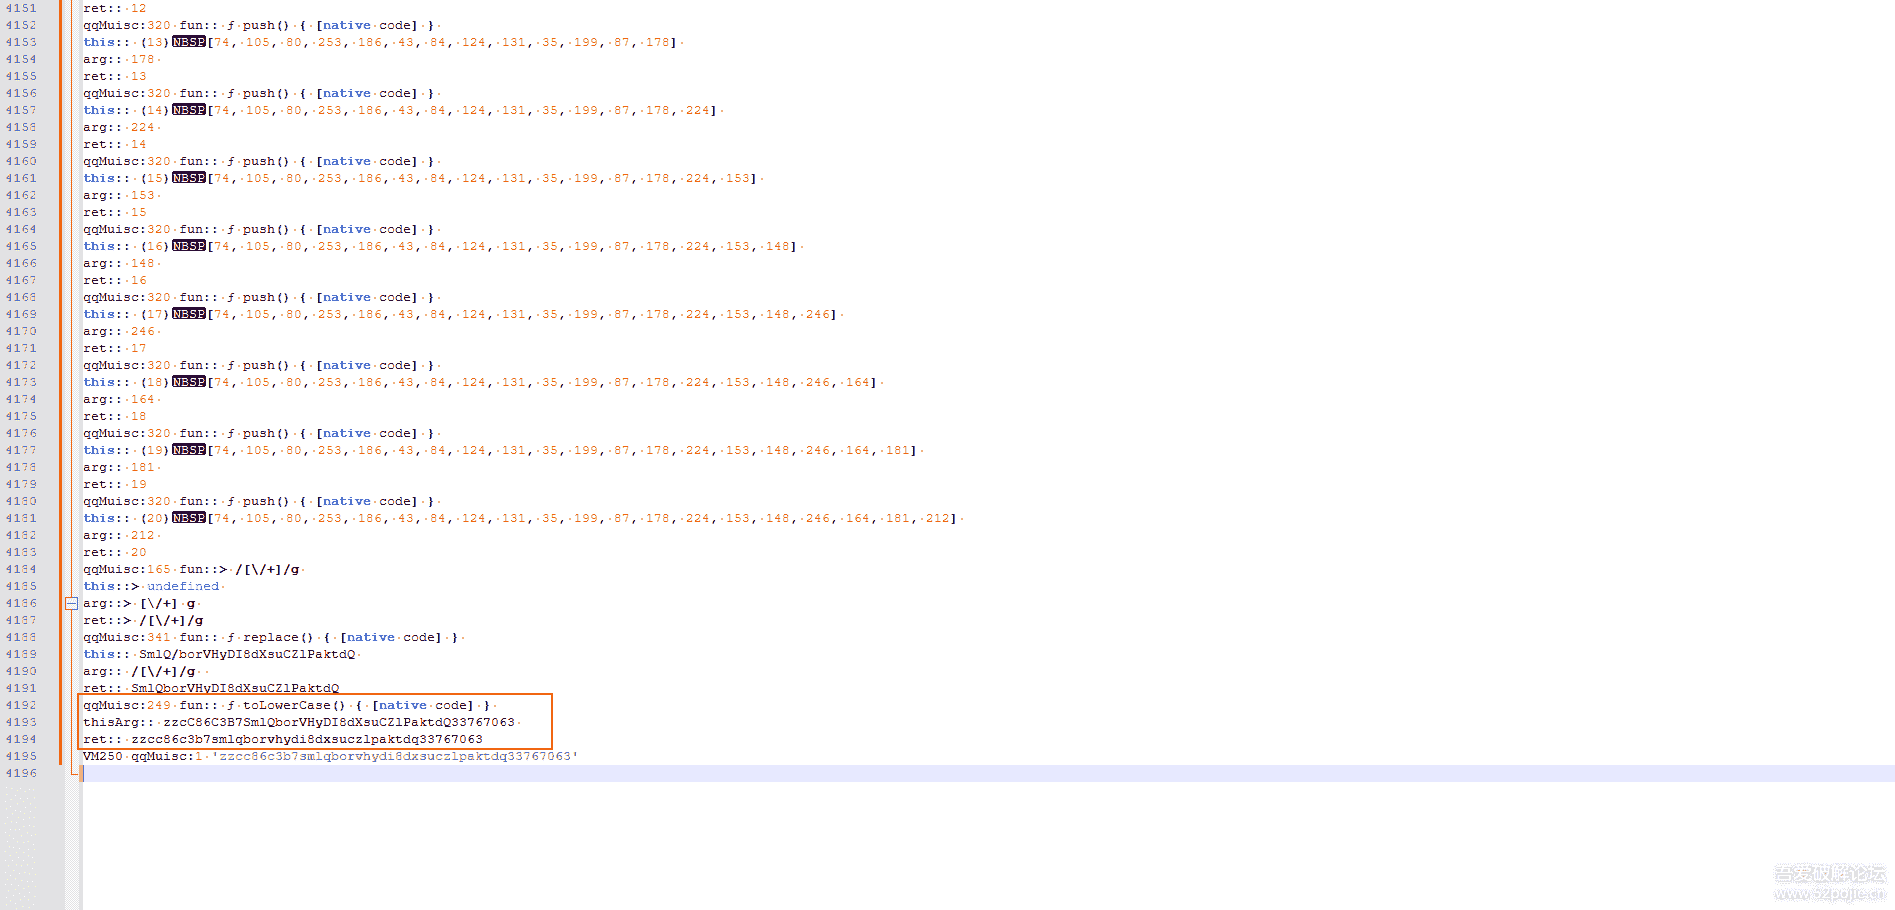 4151 ret:: 12
4152 qqMuisc:320 fun:: ƒ push() { [native code] }
4153 this:: (13)NBSP[74, 105, 80, 253, 186, 43, 84, 124, 131, 35, 199, 87, 178]
4154 arg:: 178
4155 ret:: 13
4156 qqMuisc:320 fun:: ƒ push() { [native code] }
4157 this:: (14)NBSP[74, 105, 80, 253, 186, 43, 84, 124, 131, 35, 199, 87, 178, 224]
4158 arg:: 224
4159 ret:: 14
4160 qqMuisc:320 fun:: ƒ push() { [native code] }
4161 this:: (15)NBSP[74, 105, 80, 253, 186, 43, 84, 124, 131, 35, 199, 87, 178, 224, 153]
4162 arg:: 153
4163 ret:: 15
4164 qqMuisc:320 fun:: ƒ push() { [native code] }
4165 this:: (16)NBSP[74, 105, 80, 253, 186, 43, 84, 124, 131, 35, 199, 87, 178, 224, 153, 148]
4166 arg:: 148
4167 ret:: 16
4168 qqMuisc:320 fun:: ƒ push() { [native code] }
4169 this:: (17)NBSP[74, 105, 80, 253, 186, 43, 84, 124, 131, 35, 199, 87, 178, 224, 153, 148, 246]
4170 arg:: 246
4171 ret:: 17
4172 qqMuisc:320 fun:: ƒ push() { [native code] }
4173 this:: (18)NBSP[74, 105, 80, 253, 186, 43, 84, 124, 131, 35, 199, 87, 178, 224, 153, 148, 246, 164]
4174 arg:: 164
4175 ret:: 18
4176 qqMuisc:320 fun:: ƒ push() { [native code] }
4177 this:: (19)NBSP[74, 105, 80, 253, 186, 43, 84, 124, 131, 35, 199, 87, 178, 224, 153, 148, 246, 164, 181]
4178 arg:: 181
4179 ret:: 19
4180 qqMuisc:320 fun:: ƒ push() { [native code] }
4181 this:: (20)NBSP[74, 105, 80, 253, 186, 43, 84, 124, 131, 35, 199, 87, 178, 224, 153, 148, 246, 164, 181, 212]
4182 arg:: 212
4183 ret:: 20
4184 qqMuisc:165 fun::> /[\/+]/g
4185 this::> undefined
4186 arg::> [\/+] g
4187 ret::> /[\/+]/g
4188 qqMuisc:341 fun:: ƒ replace() { [native code] }
4189 this:: SmlQ/borVHyDI8dXsuCZlPaktdQ
4190 arg:: /[\/+]/g
4191 ret:: SmlQborVHyDI8dXsuCZlPaktdQ
4192 qqMuisc:249 fun:: ƒ toLowerCase() { [native code] }
4193 thisArg:: zzcC86C3B7SmlQborVHyDI8dXsuCZlPaktdQ33767063
4194 ret:: zzcc86c3b7smlqborvhydi8dxsuczlpaktdq33767063
4195 VM250 qqMuisc:1 'zzcc86c3b7smlqborvhydi8dxsuczlpaktdq33767063'
4196
吾爱破解论坛
www.52pojie.cn